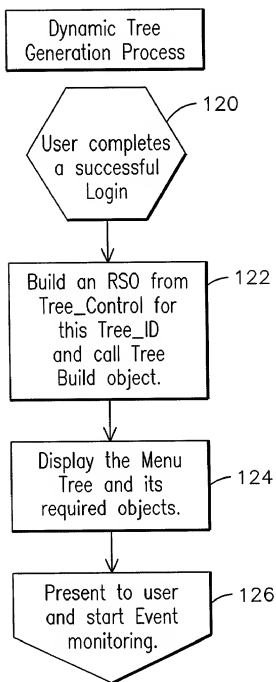 Dynamic Tree
Generation Process
120
User completes
a successful
Login
122
Build an RSO from
Tree_Control for
this Tree_ID
and call Tree
Build object.
Display the Menu
Tree and its
required objects.
124
Present to user
and start Event
monitoring.
126